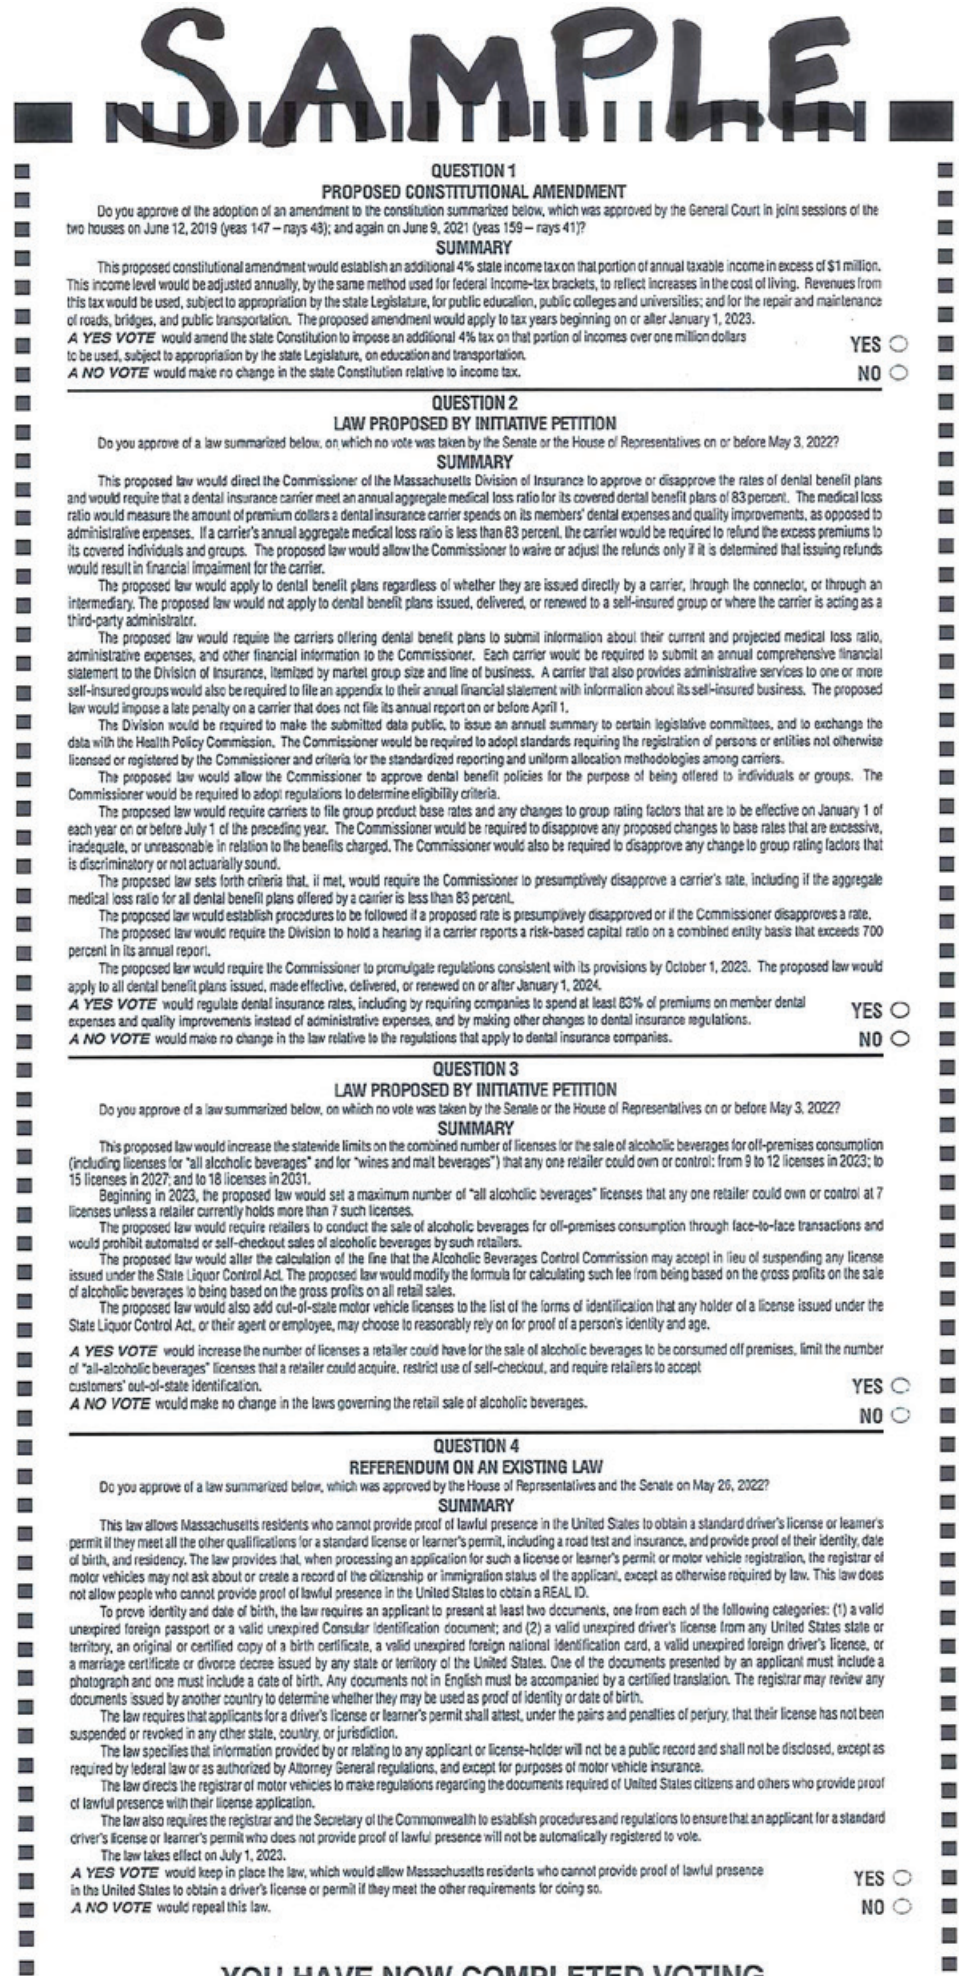 SAMPLE
QUESTION 1
PROPOSED CONSTITUTIONAL AMENDMENT
Do you approve of the adoption of an amendment to the constitution summarized below, which was approved by the General Court in joint sessions of the
two houses on June 12, 2019 (yeas 147 – nays 48); and again on June 9, 2021 (yeas 159 – nays 41)?
SUMMARY
This proposed constitutional amendment would establish an additional 4% state income tax on that portion of annual taxable income in excess of $1 million.
This income level would be adjusted annually, by the same method used for federal income-tax brackets, to reflect increases in the cost of living. Revenues from
this tax would be used, subject to appropriation by the state Legislature, for public education, public colleges and universities; and for the repair and maintenance
of roads, bridges, and public transportation. The proposed amendment would apply to tax years beginning on or after January 1, 2023.
A YES VOTE would amend the state Constitution to impose an additional 4% tax on that portion of incomes over one million dollars
to be used, subject to appropriation by the state Legislature, on education and transportation.
YES
A NO VOTE would make no change in the state Constitution relative to income tax.
NO
QUESTION 2
LAW PROPOSED BY INITIATIVE PETITION
Do you approve of a law summarized below, on which no vote was taken by the Senate or the House of Representatives on or before May 3, 2022?
SUMMARY
This proposed law would direct the Commissioner of the Massachusetts Division of Insurance to approve or disapprove the rates of dental benefit plans
and would require that a dental insurance carrier meet an annual aggregate medical loss ratio for its covered dental benefit plans of 83 percent. The medical loss
ratio would measure the amount of premium dollars a dental insurance carrier spends on its members' dental expenses and quality improvements, as opposed to
administrative expenses. If a carrier's annual aggregate medical loss ratio is less than 83 percent, the carrier would be required to refund the excess premiums to
its covered individuals and groups. The proposed law would allow the Commissioner to waive or adjust the refunds only if it is determined that issuing refunds
would result in financial impairment for the carrier.
The proposed law would apply to dental benefit plans regardless of whether they are issued directly by a carrier, through the connector, or through an
intermediary. The proposed law would not apply to dental benefit plans issued, delivered, or renewed to a self-insured group or where the carrier is acting as a
third-party administrator.
The proposed law would require the carriers offering dental benefit plans to submit information about their current and projected medical loss ratio,
administrative expenses, and other financial information to the Commissioner. Each carrier would be required to submit an annual comprehensive financial
statement to the Division of Insurance, itemized by market group size and line of business. A carrier that also provides administrative services to one or more
self-insured groups would also be required to file an appendix to their annual financial statement with information about its self-insured business. The proposed
law would impose a late penalty on a carrier that does not file its annual report on or before April 1.
The Division would be required to make the submitted data public, to issue an annual summary to certain legislative committees, and to exchange the
data with the Health Policy Commission. The Commissioner would be required to adopt standards requiring the registration of persons or entities not otherwise
licensed or registered by the Commissioner and criteria for the standardized reporting and uniform allocation methodologies among carriers.
The proposed law would allow the Commissioner to approve dental benefit policies for the purpose of being offered to individuals or groups. The
Commissioner would be required to adopt regulations to determine eligibility criteria.
The proposed law would require carriers to file group product base rates and any changes to group rating factors that are to be effective on January 1 of
each year on or before July 1 of the preceding year. The Commissioner would be required to disapprove any proposed changes to base rates that are excessive,
inadequate, or unreasonable in relation to the benefits charged. The Commissioner would also be required to disapprove any change to group rating factors that
is discriminatory or not actuarially sound.
The proposed law sets forth criteria that, if met, would require the Commissioner to presumptively disapprove a carrier's rate, including if the aggregate
medical loss ratio for all dental benefit plans offered by a carrier is less than 83 percent.
The proposed law would establish procedures to be followed if a proposed rate is presumptively disapproved or if the Commissioner disapproves a rate.
The proposed law would require the Division to hold a hearing if a carrier reports a risk-based capital ratio on a combined entity basis that exceeds 700
percent in its annual report.
The proposed law would require the Commissioner to promulgate regulations consistent with its provisions by October 1, 2023. The proposed law would
apply to all dental benefit plans issued, made effective, delivered, or renewed on or after January 1, 2024.
A YES VOTE would regulate dental insurance rates, including by requiring companies to spend at least 83% of premiums on member dental
expenses and quality improvements instead of administrative expenses, and by making other changes to dental insurance regulations.
YES
A NO VOTE would make no change in the law relative to the regulations that apply to dental insurance companies.
NO
QUESTION 3
LAW PROPOSED BY INITIATIVE PETITION
Do you approve of a law summarized below, on which no vote was taken by the Senate or the House of Representatives on or before May 3, 2022?
SUMMARY
This proposed law would increase the statewide limits on the combined number of licenses for the sale of alcoholic beverages for off-premises consumption
(including licenses for "all alcoholic beverages" and for "wines and malt beverages") that any one retailer could own or control: from 9 to 12 licenses in 2023; to
15 licenses in 2027; and to 18 licenses in 2031.
Beginning in 2023, the proposed law would set a maximum number of "all alcoholic beverages" licenses that any one retailer could own or control at 7
licenses unless a retailer currently holds more than 7 such licenses.
The proposed law would require retailers to conduct the sale of alcoholic beverages for off-premises consumption through face-to-face transactions and
would prohibit automated or self-checkout sales of alcoholic beverages by such retailers.
The proposed law would alter the calculation of the fine that the Alcoholic Beverages Control Commission may accept in lieu of suspending any license
issued under the State Liquor Control Act. The proposed law would modify the formula for calculating such fee from being based on the gross profits on the sale
of alcoholic beverages to being based on the gross profits on all retail sales.
The proposed law would also add out-of-state motor vehicle licenses to the list of the forms of identification that any holder of a license issued under the
State Liquor Control Act, or their agent or employee, may choose to reasonably rely on for proof of a person's identity and age.
A YES VOTE would increase the number of licenses a retailer could have for the sale of alcoholic beverages to be consumed off premises, limit the number
of "all-alcoholic beverages" licenses that a retailer could acquire, restrict use of self-checkout, and require retailers to accept
customers' out-of-state identification.
YES
A NO VOTE would make no change in the laws governing the retail sale of alcoholic beverages.
NO
QUESTION 4
REFERENDUM ON AN EXISTING LAW
Do you approve of a law summarized below, which was approved by the House of Representatives and the Senate on May 26, 2022?
SUMMARY
This law allows Massachusetts residents who cannot provide proof of lawful presence in the United States to obtain a standard driver's license or learner's
permit if they meet all the other qualifications for a standard license or learner's permit, including a road test and insurance, and provide proof of their identity, date
of birth, and residency. The law provides that, when processing an application for such a license or learner's permit or motor vehicle registration, the registrar of
motor vehicles may not ask about or create a record of the citizenship or immigration status of the applicant, except as otherwise required by law. This law does
not allow people who cannot provide proof of lawful presence in the United States to obtain a REAL ID.
To prove identity and date of birth, the law requires an applicant to present at least two documents, one from each of the following categories: (1) a valid
unexpired foreign passport or a valid unexpired Consular Identification document; and (2) a valid unexpired driver's license from any United States state or
territory, an original or certified copy of a birth certificate, a valid unexpired foreign national identification card, a valid unexpired foreign driver's license, or
a marriage certificate or divorce decree issued by any state or territory of the United States. One of the documents presented by an applicant must include a
photograph and one must include a date of birth. Any documents not in English must be accompanied by a certified translation. The registrar may review any
documents issued by another country to determine whether they may be used as proof of identity or date of birth.
The law requires that applicants for a driver's license or learner's permit shall attest, under the pains and penalties of perjury, that their license has not been
suspended or revoked in any other state, country, or jurisdiction.
The law specifies that information provided by or relating to any applicant or license-holder will not be a public record and shall not be disclosed, except as
required by federal law or as authorized by Attorney General regulations, and except for purposes of motor vehicle insurance.
The law directs the registrar of motor vehicles to make regulations regarding the documents required of United States citizens and others who provide proof
of lawful presence with their license application.
The law also requires the registrar and the Secretary of the Commonwealth to establish procedures and regulations to ensure that an applicant for a standard
driver's license or learner's permit who does not provide proof of lawful presence will not be automatically registered to vote.
The law takes effect on July 1, 2023.
A YES VOTE would keep in place the law, which would allow Massachusetts residents who cannot provide proof of lawful presence
in the United States to obtain a driver's license or permit if they meet the other requirements for doing so.
YES
A NO VOTE would repeal this law.
NO
YOU HAVE NOW COMPLETED VOTING